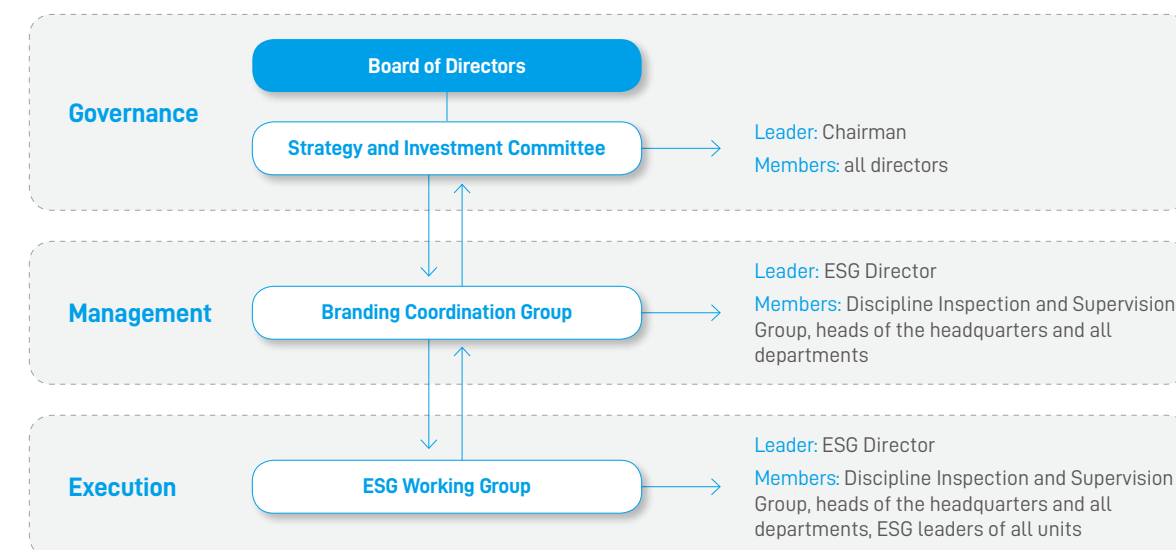 Governance
Board of Directors
Strategy and Investment Committee
Leader: Chairman
Members: all directors
Management
Branding Coordination Group
Leader: ESG Director
Members: Discipline Inspection and Supervision
Group, heads of the headquarters and all
departments
Execution
ESG Working Group
Leader: ESG Director
Members: Discipline Inspection and Supervision
Group, heads of the headquarters and all
departments, ESG leaders of all units